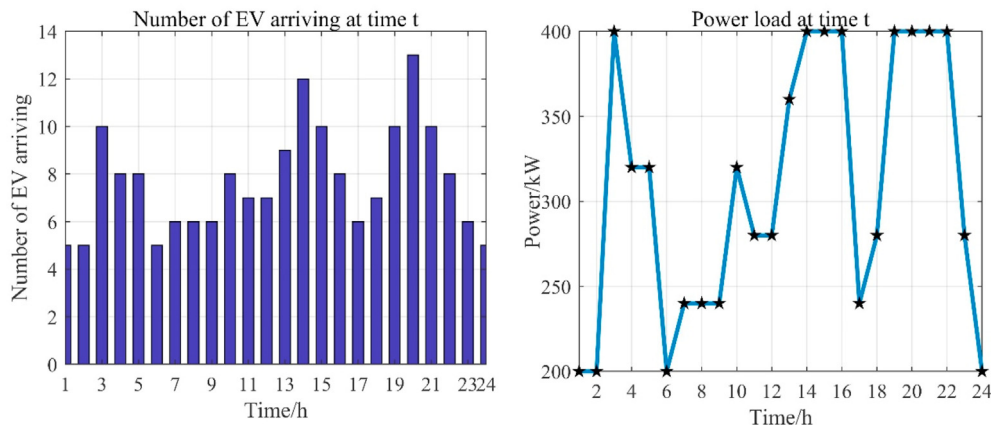 Number of EV arriving at time t
14
12
10
8
6
4
2
0
Number of EV arriving
1 3 5 7 9 11 13 15 17 19 21 2324
Time/h
Power load at time t
400
350
300
250
200
Power/kW
2 4 6 8 10 12 14 16 18 20 22 24
Time/h